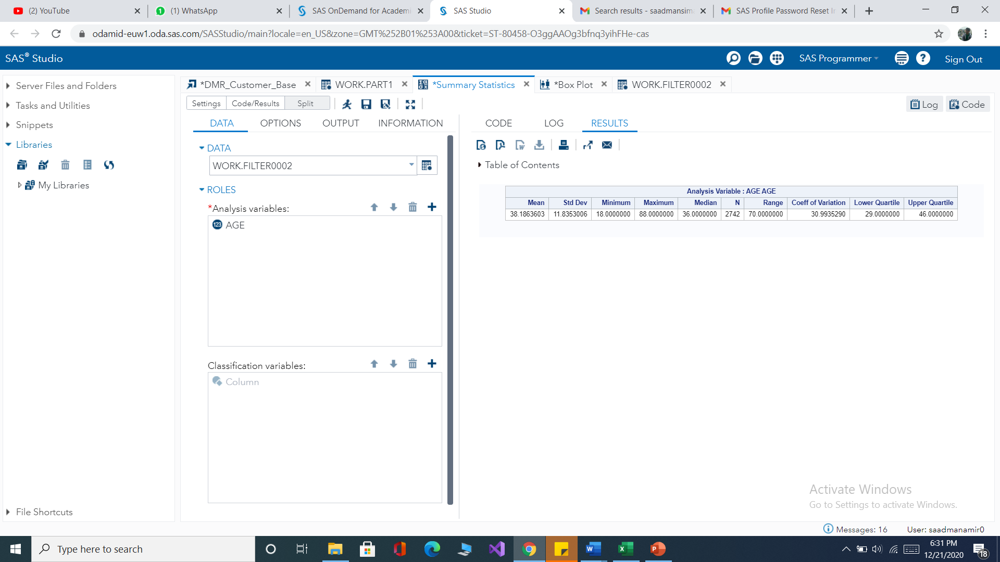 (2) YouTube
(1) WhatsApp
SAS OnDemand for Academi
SAS Studio
Search results - saadmansim
SAS Profile Password Reset In
odamid-euw1.oda.sas.com/SASStudio/main?locale=en_US&zone=GMT%252B01%253A00&ticket=ST-80458-O3ggAAOg3bfnq3yihFHe-cas
SAS® Studio
SAS Programmer
Sign Out
Server Files and Folders
Tasks and Utilities
Snippets
Libraries
My Libraries
File Shortcuts
*DMR_Customer_Base
WORK.PART1
*Summary Statistics
*Box Plot
WORK.FILTER0002
Settings
Code/Results
Split
Log
Code
DATA
OPTIONS
OUTPUT
INFORMATION
DATA
WORK.FILTER0002
ROLES
*Analysis variables:
123 AGE
Classification variables:
Column
CODE
LOG
RESULTS
Table of Contents
Analysis Variable : AGE AGE
Mean Std Dev Minimum Maximum Median N Range Coeff of Variation Lower Quartile Upper Quartile
38.1863603 11.8353006 18.0000000 88.0000000 36.0000000 2742 70.0000000 30.9935290 29.0000000 46.0000000
Activate Windows
Go to Settings to activate Windows.
Messages: 16
User: saadmanamir0
Type here to search
6:31 PM
12/21/2020
18